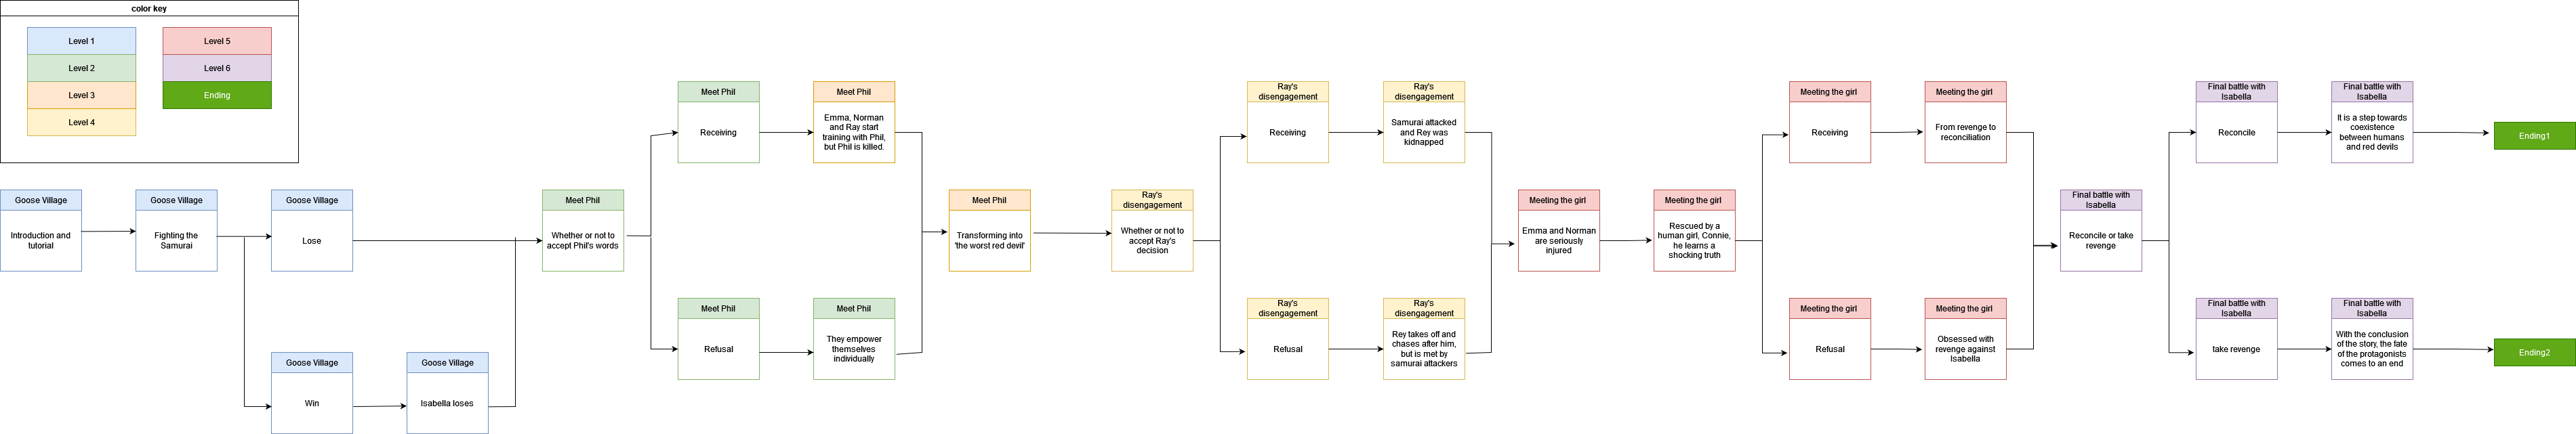 color key
Level 1
Level 5
Level 2
Level 6
Level 3
Ending
Level 4
Goose Village
Introduction and
tutorial
Goose Village
Fighting the
Samurai
Goose Village
Lose
Goose Village
Win
Goose Village
Isabella loses
Meet Phil
Whether or not to
accept Phil's words
Meet Phil
Receiving
Meet Phil
Emma, Norman
and Ray start
training with Phil,
but Phil is killed.
Meet Phil
Refusal
Meet Phil
They empower
themselves
individually
Meet Phil
Transforming into
'the worst red devil'
Ray's
disengagement
Whether or not to
accept Ray's
decision
Ray's
disengagement
Receiving
Ray's
disengagement
Samurai attacked
and Rey was
kidnapped
Ray's
disengagement
Refusal
Ray's
disengagement
Rey takes off and
chases after him,
but is met by
samurai attackers
Meeting the girl
Emma and Norman
are seriously
injured
Meeting the girl
Rescued by a
human girl, Connie,
he learns a
shocking truth
Meeting the girl
Receiving
Meeting the girl
From revenge to
reconciliation
Meeting the girl
Refusal
Meeting the girl
Obsessed with
revenge against
Isabella
Final battle with
Isabella
Reconcile or take
revenge
Final battle with
Isabella
Reconcile
Final battle with
Isabella
It is a step towards
coexistence
between humans
and red devils
Ending1
Final battle with
Isabella
take revenge
Final battle with
Isabella
With the conclusion
of the story, the fate
of the protagonists
comes to an end
Ending2